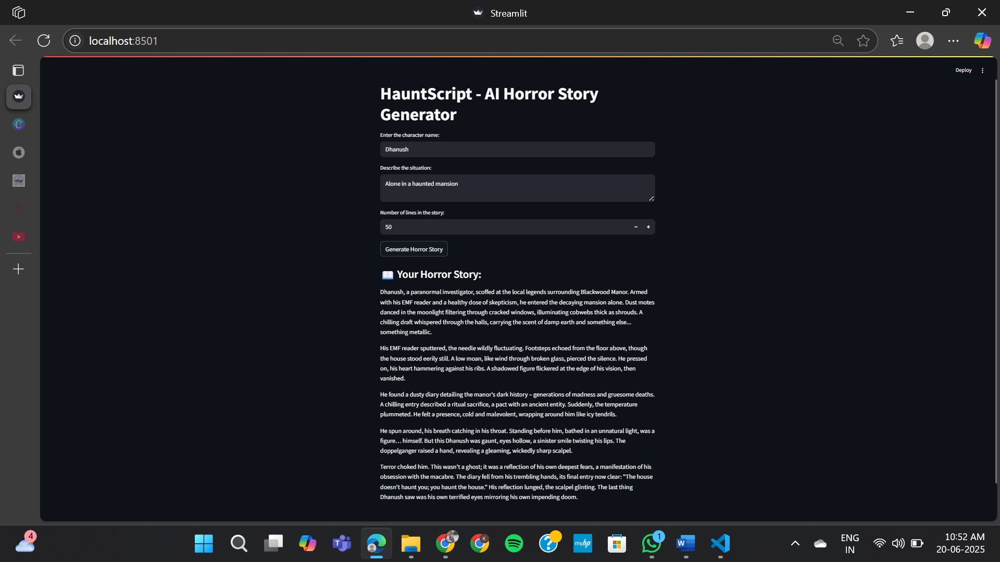 Streamlit
localhost:8501
Deploy
HauntScript - AI Horror Story
Generator
Enter the character name:
Dhanush
Describe the situation:
Alone in a haunted mansion
Number of lines in the story:
50
Generate Horror Story
Your Horror Story:
Dhanush, a paranormal investigator, scoffed at the local legends surrounding Blackwood Manor. Armed
with his EMF reader and a healthy dose of skepticism, he entered the decaying mansion alone. Dust motes
danced in the moonlight filtering through cracked windows, illuminating cobwebs thick as shrouds. A
chilling draft whispered through the halls, carrying the scent of damp earth and something else...
something metallic.
His EMF reader sputtered, the needle wildly fluctuating. Footsteps echoed from the floor above, though
the house stood eerily still. A low moan, like wind through broken glass, pierced the silence. He pressed
on, his heart hammering against his ribs. A shadowed figure flickered at the edge of his vision, then
vanished.
He found a dusty diary detailing the manor's dark history – generations of madness and gruesome deaths.
A chilling entry described a ritual sacrifice, a pact with an ancient entity. Suddenly, the temperature
plummeted. He felt a presence, cold and malevolent, wrapping around him like icy tendrils.
He spun around, his breath catching in his throat. Standing before him, bathed in an unnatural light, was a
figure… himself. But this Dhanush was gaunt, eyes hollow, a sinister smile twisting his lips. The
doppelganger raised a hand, revealing a gleaming, wickedly sharp scalpel.
Terror choked him. This wasn't a ghost; it was a reflection of his own deepest fears, a manifestation of his
obsession with the macabre. The diary fell from his trembling hands, its final entry now clear: "The house
doesn't haunt you; you haunt the house." His reflection lunged, the scalpel glinting. The last thing
Dhanush saw was his own terrified eyes mirroring his own impending doom.
4
T
K
?
myhp
1
W
ENG
IN
10:52 AM
20-06-2025